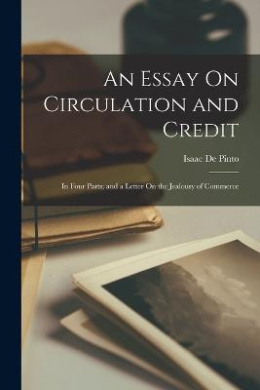 An Essay On
Circulation and
Credit
Isaac De Pinto
In Four Parts; and a Letter On the Jealousy of Commerce